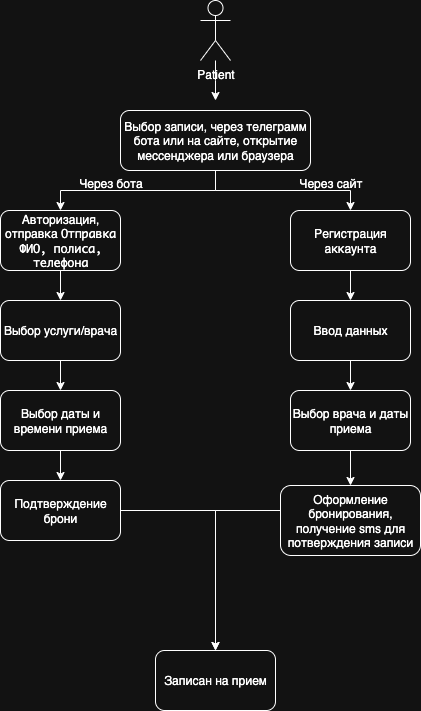 Patient
Выбор записи, через телеграмм
бота или на сайте, открытие
мессенджера или браузера
Через бота
Через сайт
Авторизация,
отправка Отправка
ФИО, полиса,
телефона
Регистрация
аккаунта
Выбор услуги/врача
Ввод данных
Выбор даты и
времени приема
Выбор врача и даты
приема
Подтверждение
брони
Оформление
бронирования,
получение sms для
потверждения записи
Записан на прием